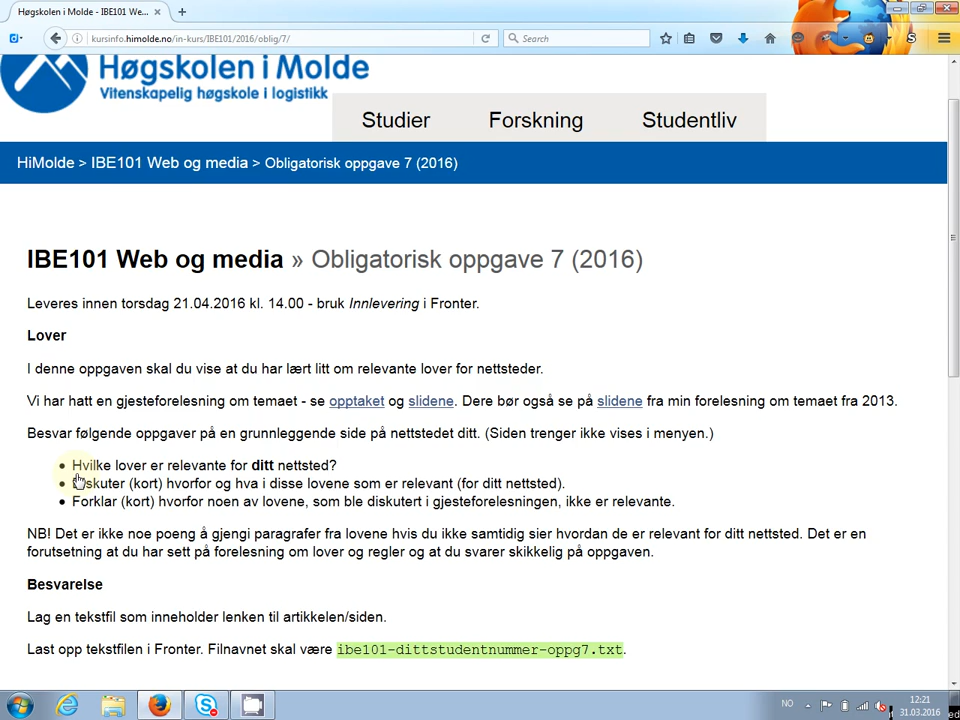 Høgskolen i Molde - IBE101 We...
kursinfo.himolde.no/in-kurs/IBE101/2016/oblig/7/
Search
Høgskolen i Molde
Vitenskapelig høgskole i logistikk
Studier Forskning Studentliv
HiMolde > IBE101 Web og media > Obligatorisk oppgave 7 (2016)
IBE101 Web og media » Obligatorisk oppgave 7 (2016)
Leveres innen torsdag 21.04.2016 kl. 14.00 - bruk Innlevering i Fronter.
Lover
I denne oppgaven skal du vise at du har lært litt om relevante lover for nettsteder.
Vi har hatt en gjesteforelesning om temaet - se opptaket og slidene. Dere bør også se på slidene fra min forelesning om temaet fra 2013.
Besvar følgende oppgaver på en grunnleggende side på nettstedet ditt. (Siden trenger ikke vises i menyen.)
• Hvilke lover er relevante for ditt nettsted?
• Diskuter (kort) hvorfor og hva i disse lovene som er relevant (for ditt nettsted).
• Forklar (kort) hvorfor noen av lovene, som ble diskutert i gjesteforelesningen, ikke er relevante.
NB! Det er ikke noe poeng å gjengi paragrafer fra lovene hvis du ikke samtidig sier hvordan de er relevant for ditt nettsted. Det er en
forutsetning at du har sett på forelesning om lover og regler og at du svarer skikkelig på oppgaven.
Besvarelse
Lag en tekstfil som inneholder lenken til artikkelen/siden.
Last opp tekstfilen i Fronter. Filnavnet skal være ibe101-dittstudentnummer-oppg7.txt.
NO
12:21
31.03.2016